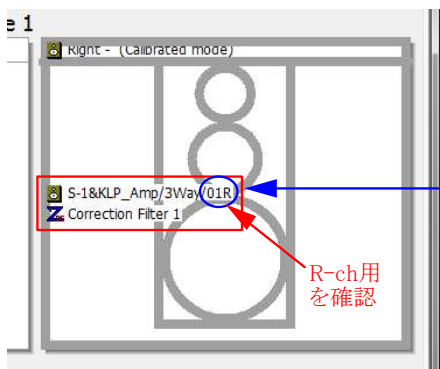 e 1
Right - (Calibrated mode)
S-1&KLP_Amp/3Way/01R
Correction Filter 1
R-ch用
を確認